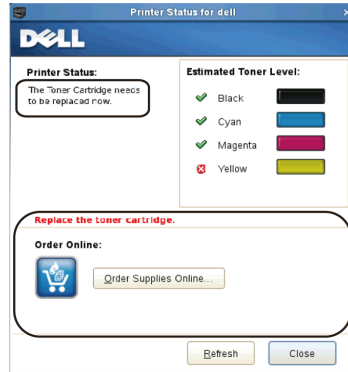 Printer Status for dell
DELL
Printer Status:
The Toner Cartridge needs
to be replaced now.
Estimated Toner Level:
Black
Cyan
Magenta
Yellow
Replace the toner cartridge.
Order Online:
Order Supplies Online...
Refresh
Close